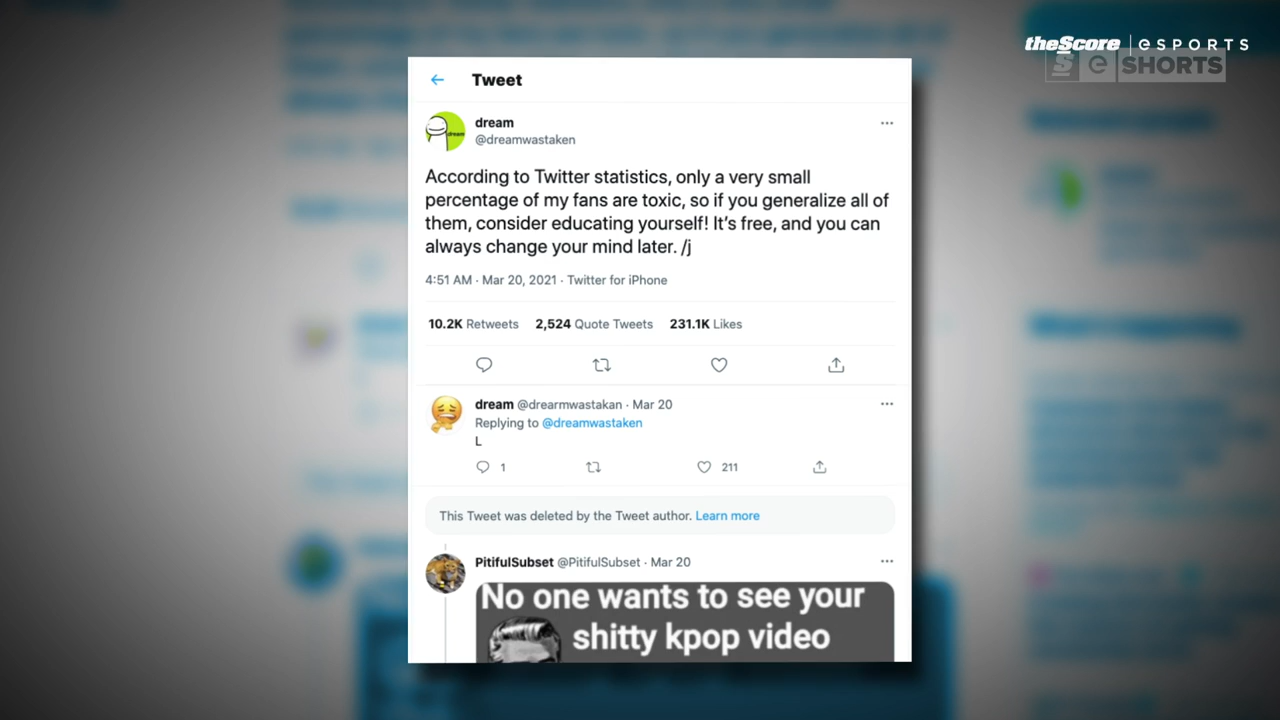 theScore | eSPORTS
S e SHORTS
← Tweet
dream
@dreamwastaken
According to Twitter statistics, only a very small
percentage of my fans are toxic, so if you generalize all of
them, consider educating yourself! It's free, and you can
always change your mind later. /j
4:51 AM · Mar 20, 2021 · Twitter for iPhone
10.2K Retweets 2,524 Quote Tweets 231.1K Likes
dream @drearmwastakan · Mar 20
Replying to @dreamwastaken
L
1 211
This Tweet was deleted by the Tweet author. Learn more
PitifulSubset @PitifulSubset · Mar 20
No one wants to see your
shitty kpop video